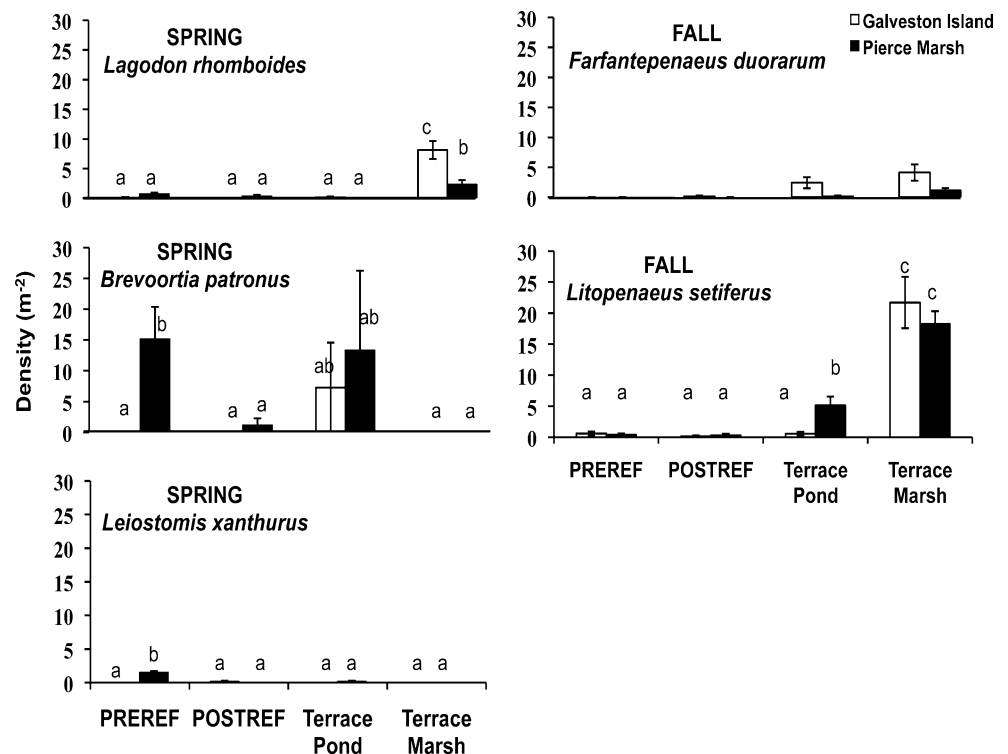 SPRING
Lagodon rhomboides
30
25
20
15
10
5
0
a a a a a a c b
FALL
Farfantepenaeus duorarum
Galveston Island
Pierce Marsh
30
25
20
15
10
5
0
Density (m-2)
SPRING
Brevoortia patronus
30
25
20
15
10
5
0
a b a a ab ab a a
FALL
Litopenaeus setiferus
30
25
20
15
10
5
0
a a a a a b c c
PREREF POSTREF Terrace Terrace
Pond Marsh
SPRING
Leiostomis xanthurus
30
25
20
15
10
5
0
a b a a a a a a
PREREF POSTREF Terrace Terrace
Pond Marsh